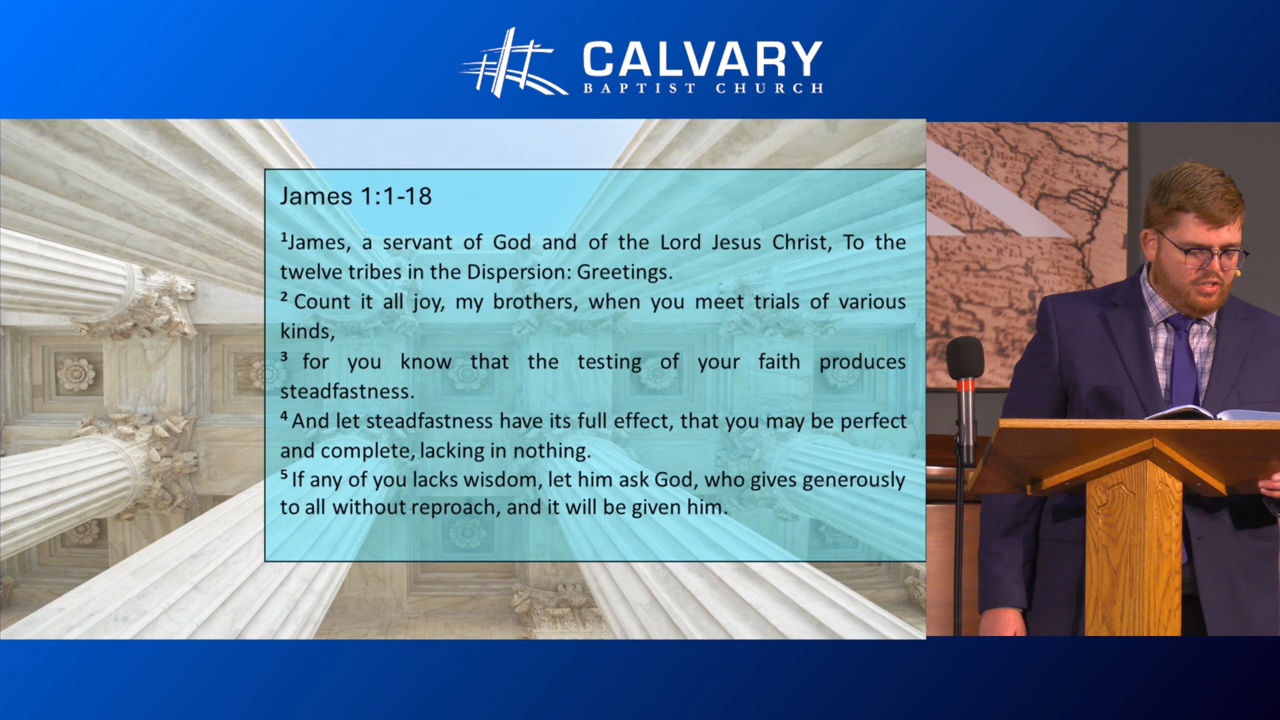 CALVARY
BAPTIST CHURCH
James 1:1-18
¹James, a servant of God and of the Lord Jesus Christ, To the
twelve tribes in the Dispersion: Greetings.
² Count it all joy, my brothers, when you meet trials of various
kinds,
³ for you know that the testing of your faith produces
steadfastness.
⁴ And let steadfastness have its full effect, that you may be perfect
and complete, lacking in nothing.
⁵ If any of you lacks wisdom, let him ask God, who gives generously
to all without reproach, and it will be given him.